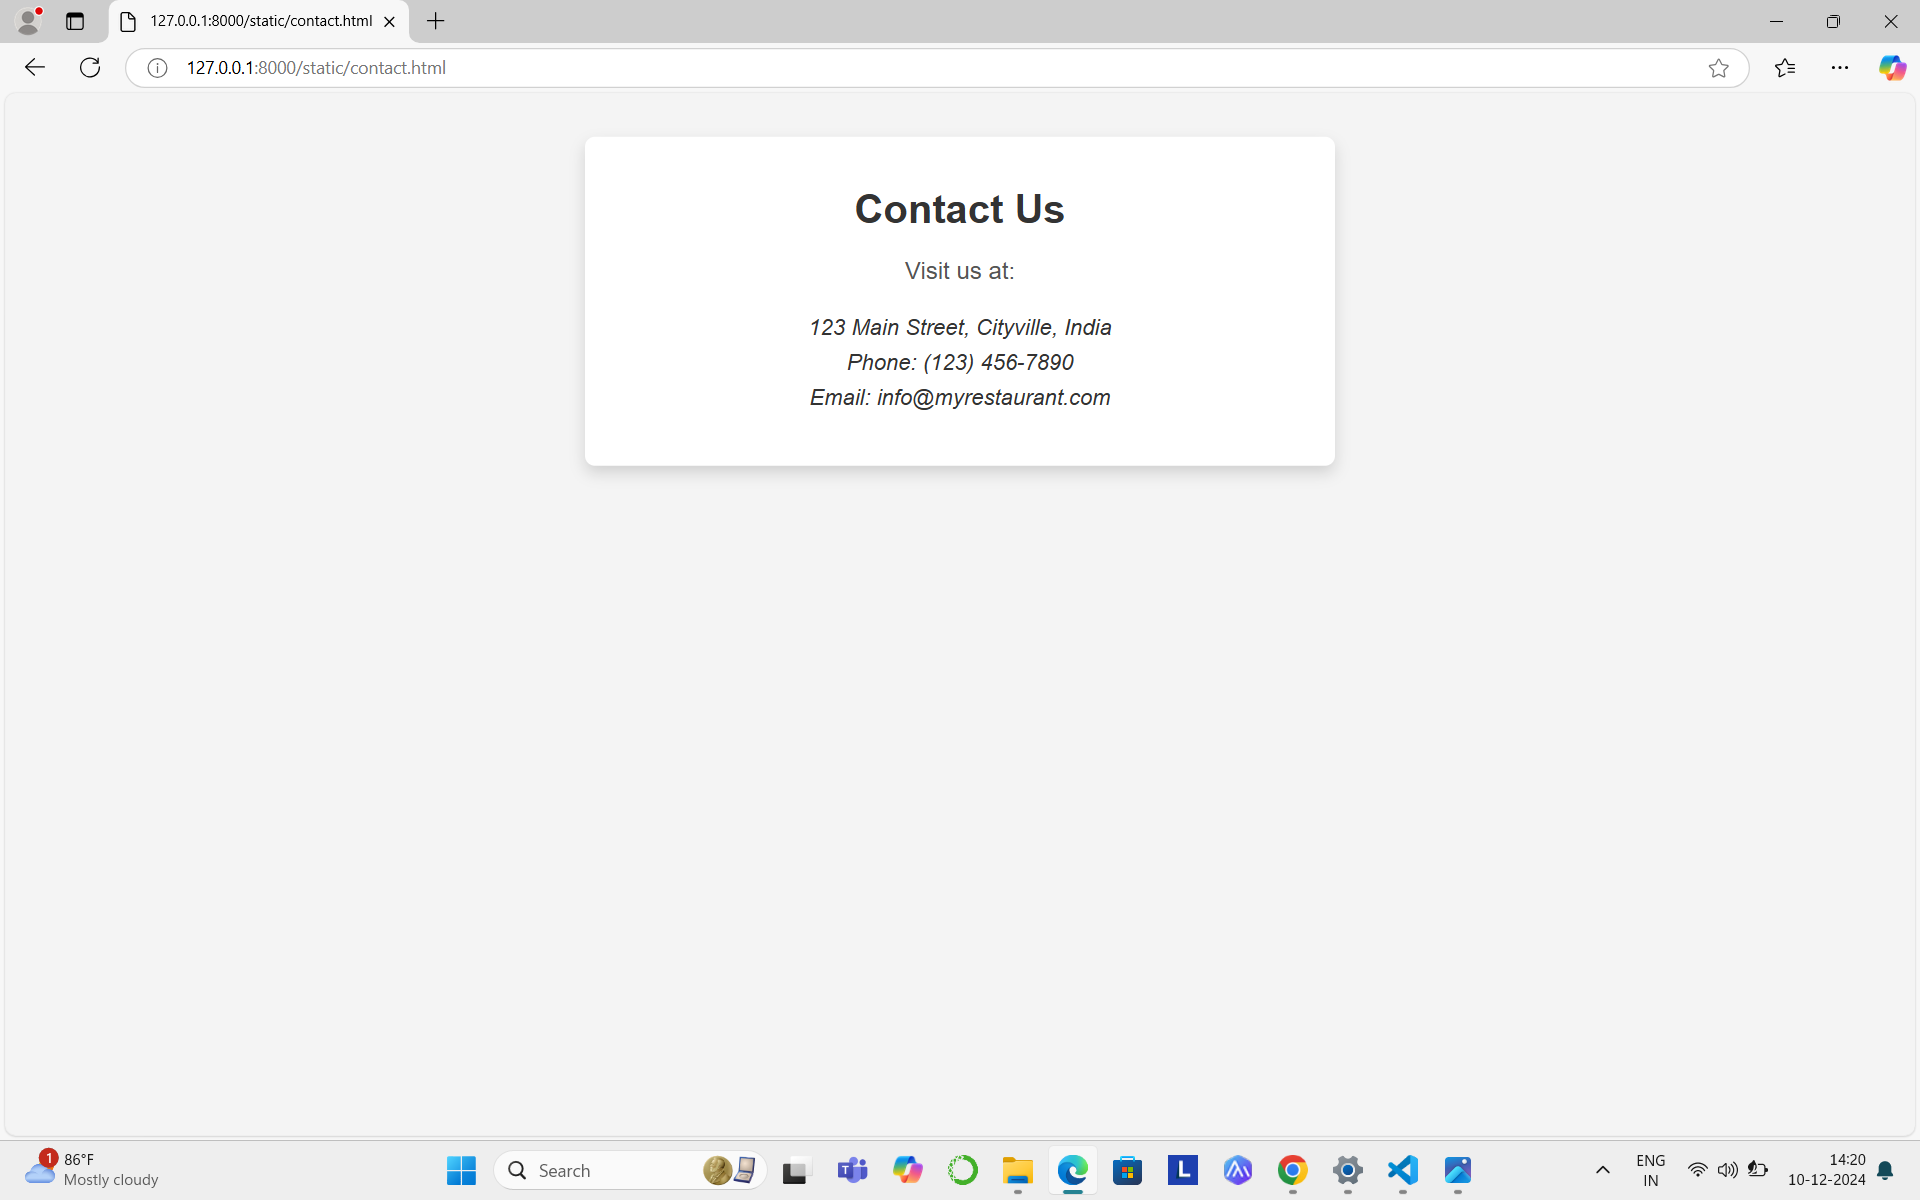 127.0.0.1:8000/static/contact.html
127.0.0.1:8000/static/contact.html
Contact Us
Visit us at:
123 Main Street, Cityville, India
Phone: (123) 456-7890
Email: info@myrestaurant.com
1
86°F
Mostly cloudy
Search
T
L
ENG
IN
14:20
10-12-2024